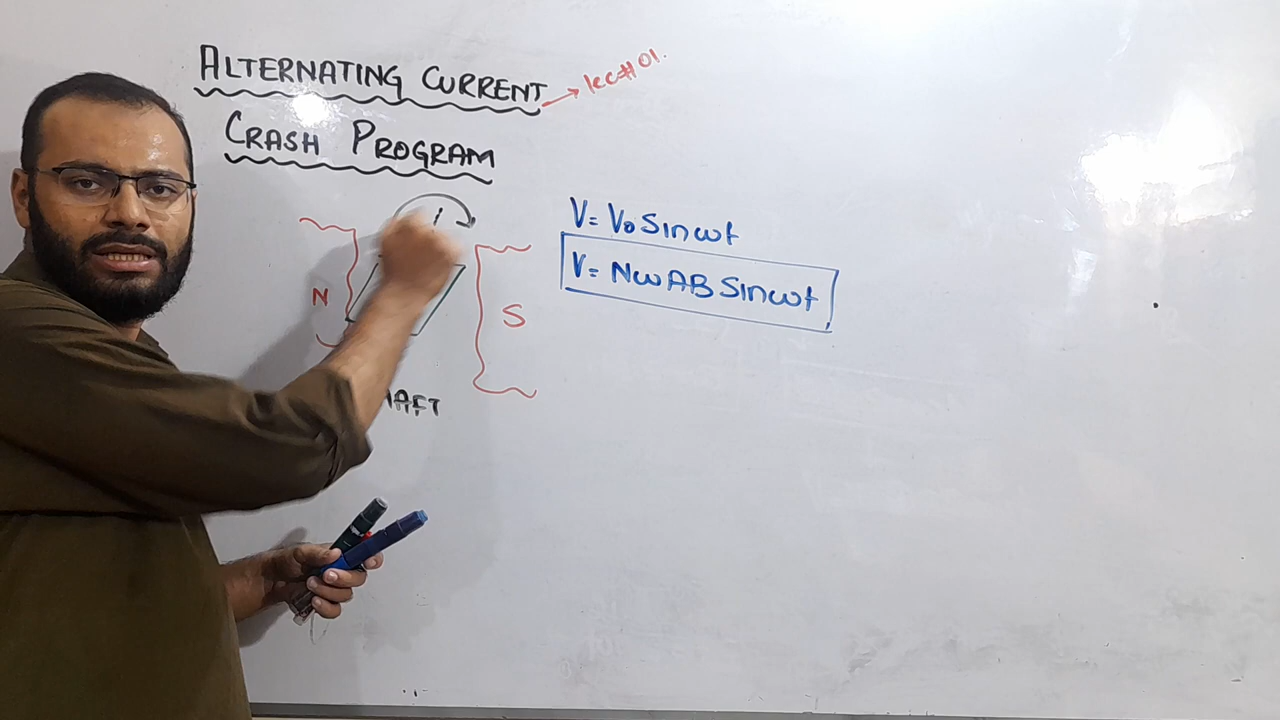 ALTERNATING CURRENT → lec# 01.
CRASH PROGRAM
V = V₀ Sinωt
V = NωAB Sinωt
N
S